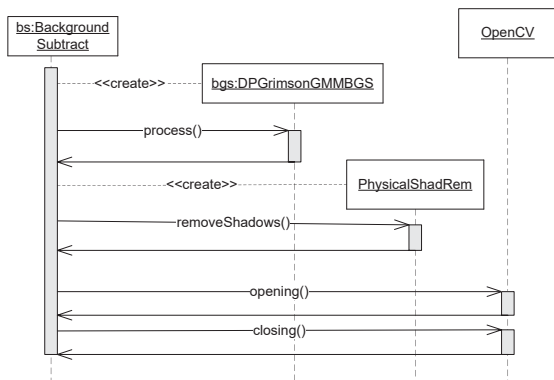 bs:Background
Subtract
OpenCV
<<create>>
bgs:DPGrimsonGMMBGS
process()
<<create>>
PhysicalShadRem
removeShadows()
opening()
closing()